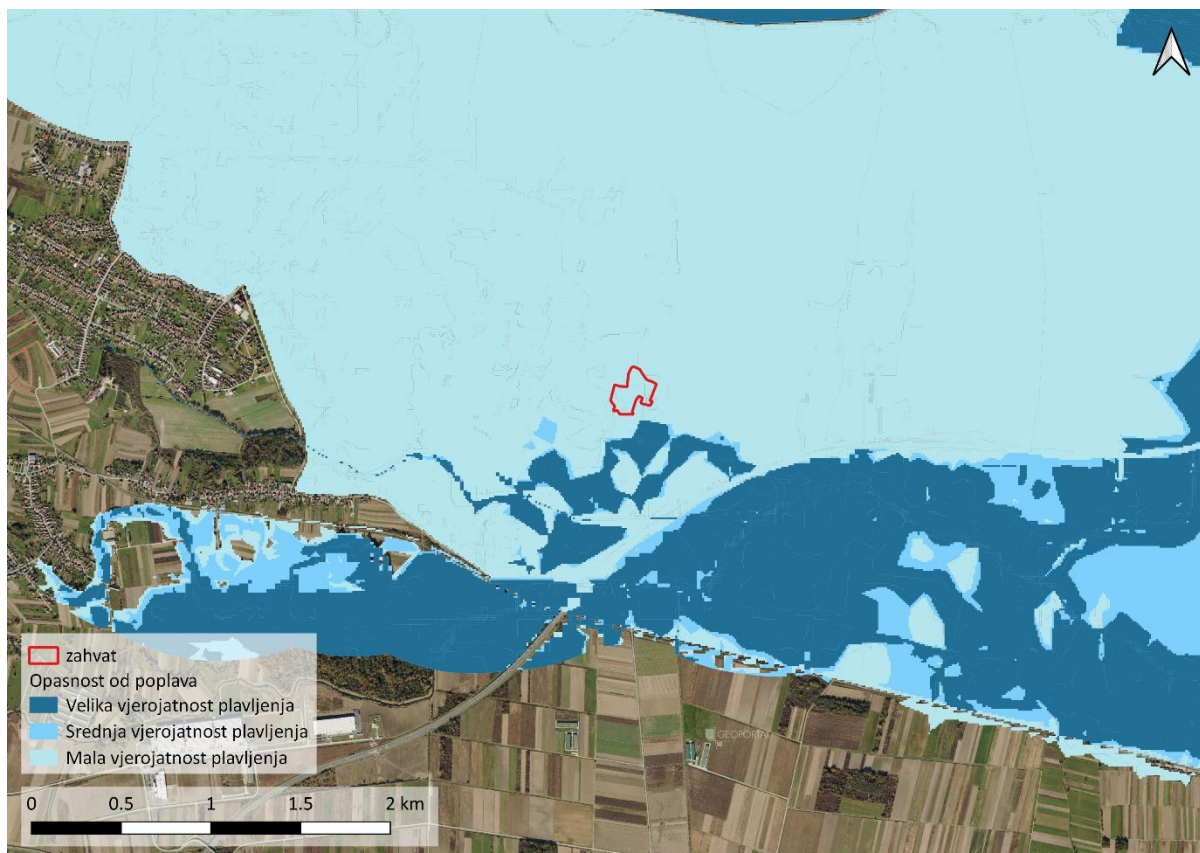 zahvat
Opasnost od poplava
Velika vjerojatnost plavljenja
Srednja vjerojatnost plavljenja
Mala vjerojatnost plavljenja
0 0.5 1 1.5 2 km
GEOPORTAL